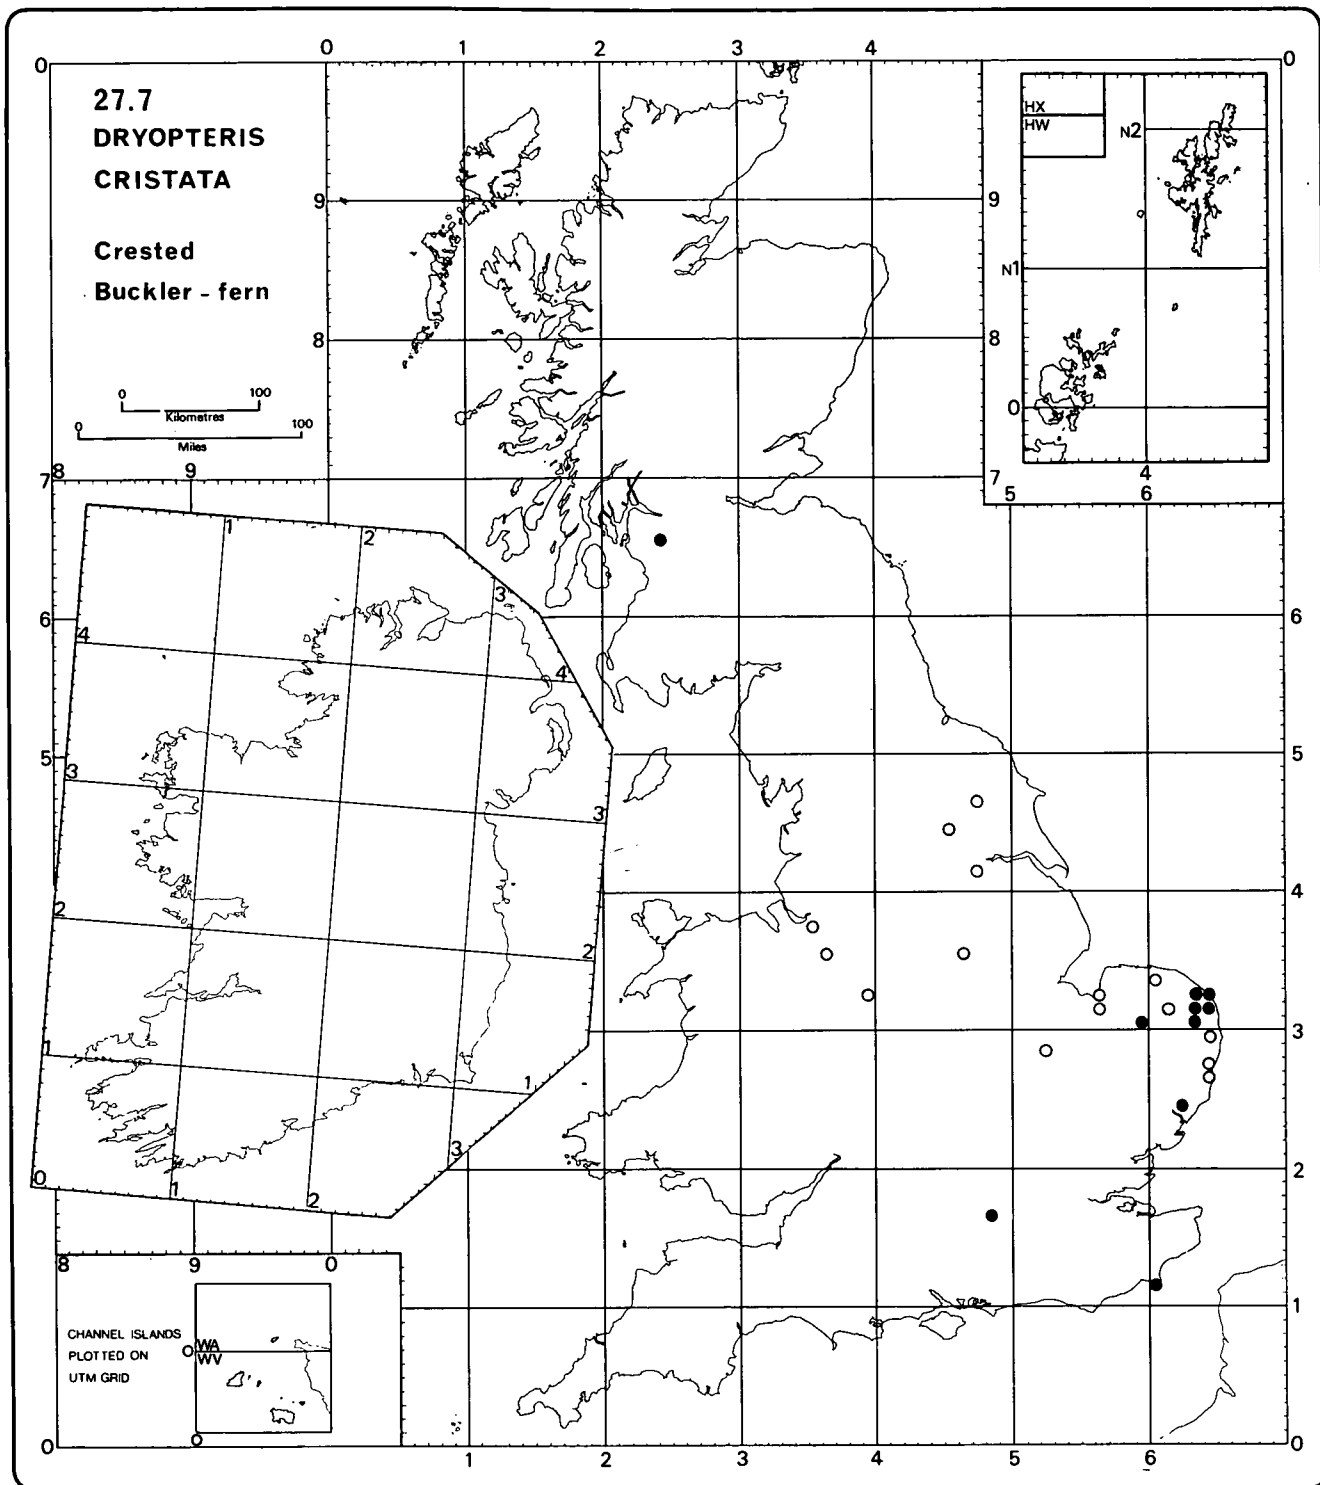 0 1 2 3 4
0 0
27.7
DRYOPTERIS
CRISTATA
Crested
Buckler - fern
HX
HW
N2
9 9
N1
8 8
0 100
Kilometres
0 100
Miles
0
4
6
8 9
7 7
5
1 2
3
6 6
4 4
5 5
3 3
4
2 2
3
1 1
3
2
0 1 2
8 9 0
CHANNEL ISLANDS
PLOTTED ON
UTM GRID
WA
0
WV
1
0 0
0
1 2 3 4 5 6